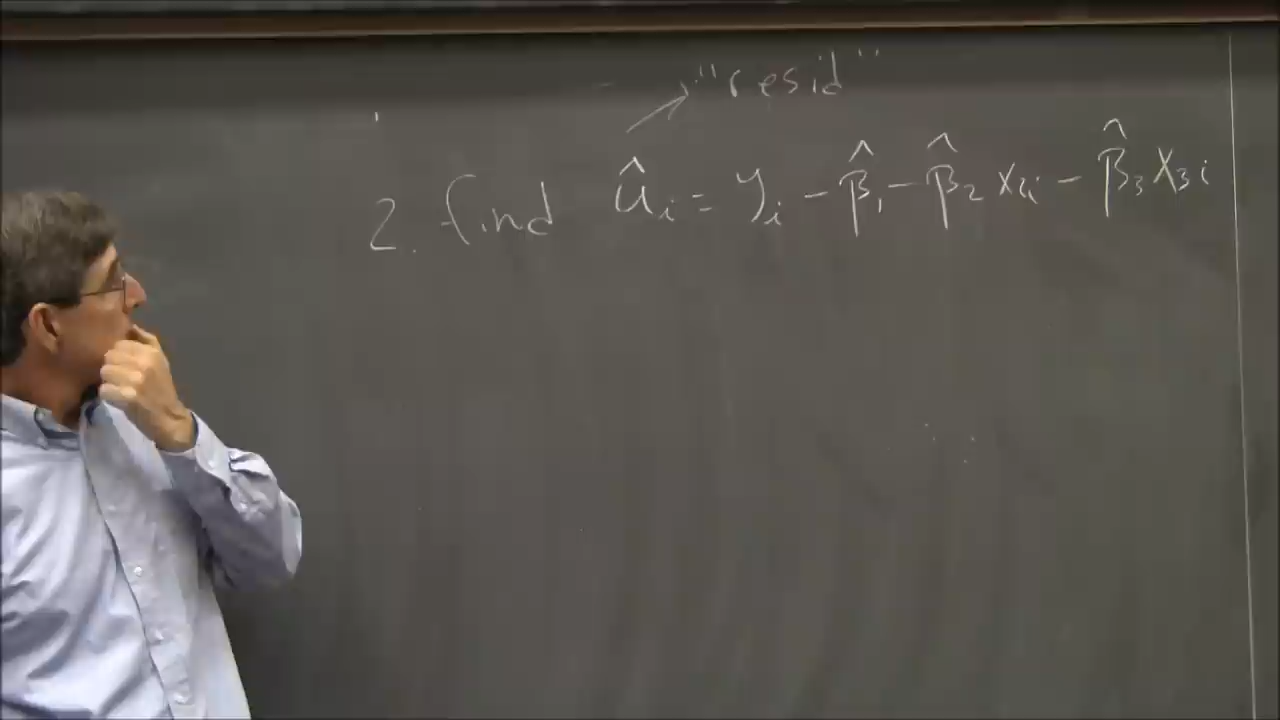 "resid"
2. find û_i = y_i - β̂_1 - β̂_2 x_2i - β̂_3 x_3i